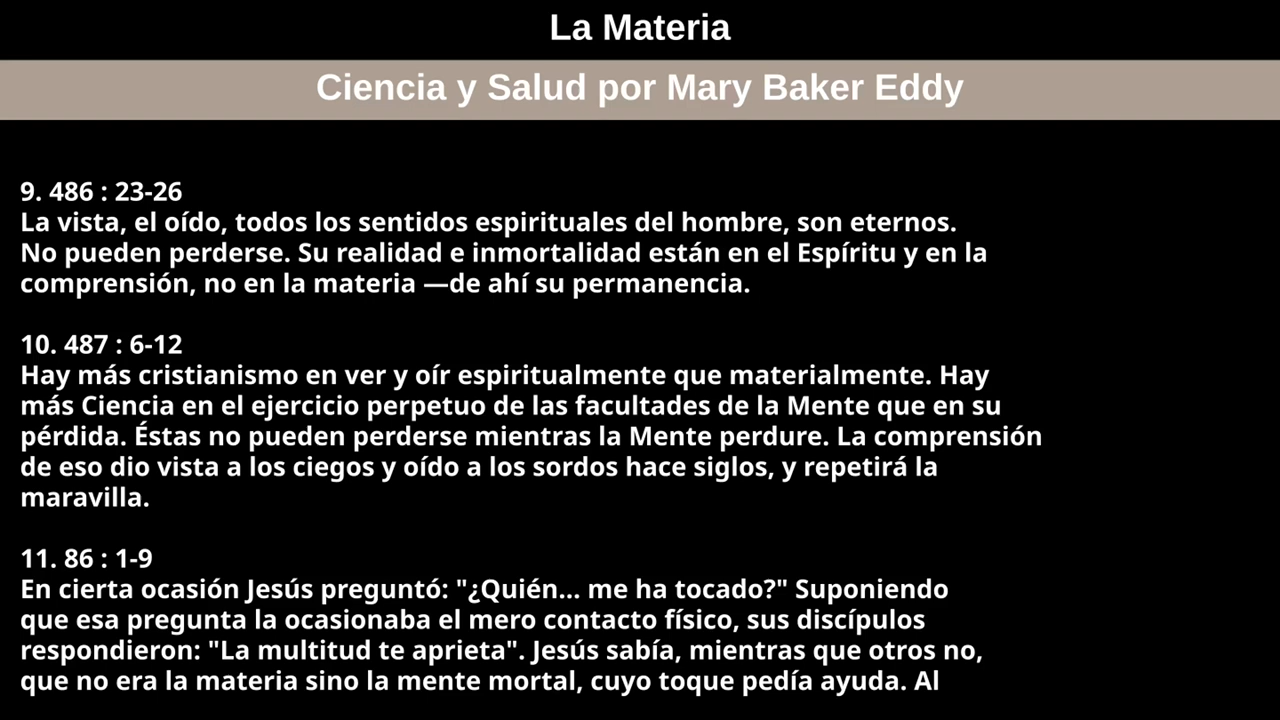 La Materia
Ciencia y Salud por Mary Baker Eddy
9. 486 : 23-26
La vista, el oído, todos los sentidos espirituales del hombre, son eternos.
No pueden perderse. Su realidad e inmortalidad están en el Espíritu y en la
comprensión, no en la materia —de ahí su permanencia.
10. 487 : 6-12
Hay más cristianismo en ver y oír espiritualmente que materialmente. Hay
más Ciencia en el ejercicio perpetuo de las facultades de la Mente que en su
pérdida. Éstas no pueden perderse mientras la Mente perdure. La comprensión
de eso dio vista a los ciegos y oído a los sordos hace siglos, y repetirá la
maravilla.
11. 86 : 1-9
En cierta ocasión Jesús preguntó: "¿Quién... me ha tocado?" Suponiendo
que esa pregunta la ocasionaba el mero contacto físico, sus discípulos
respondieron: "La multitud te aprieta". Jesús sabía, mientras que otros no,
que no era la materia sino la mente mortal, cuyo toque pedía ayuda. Al